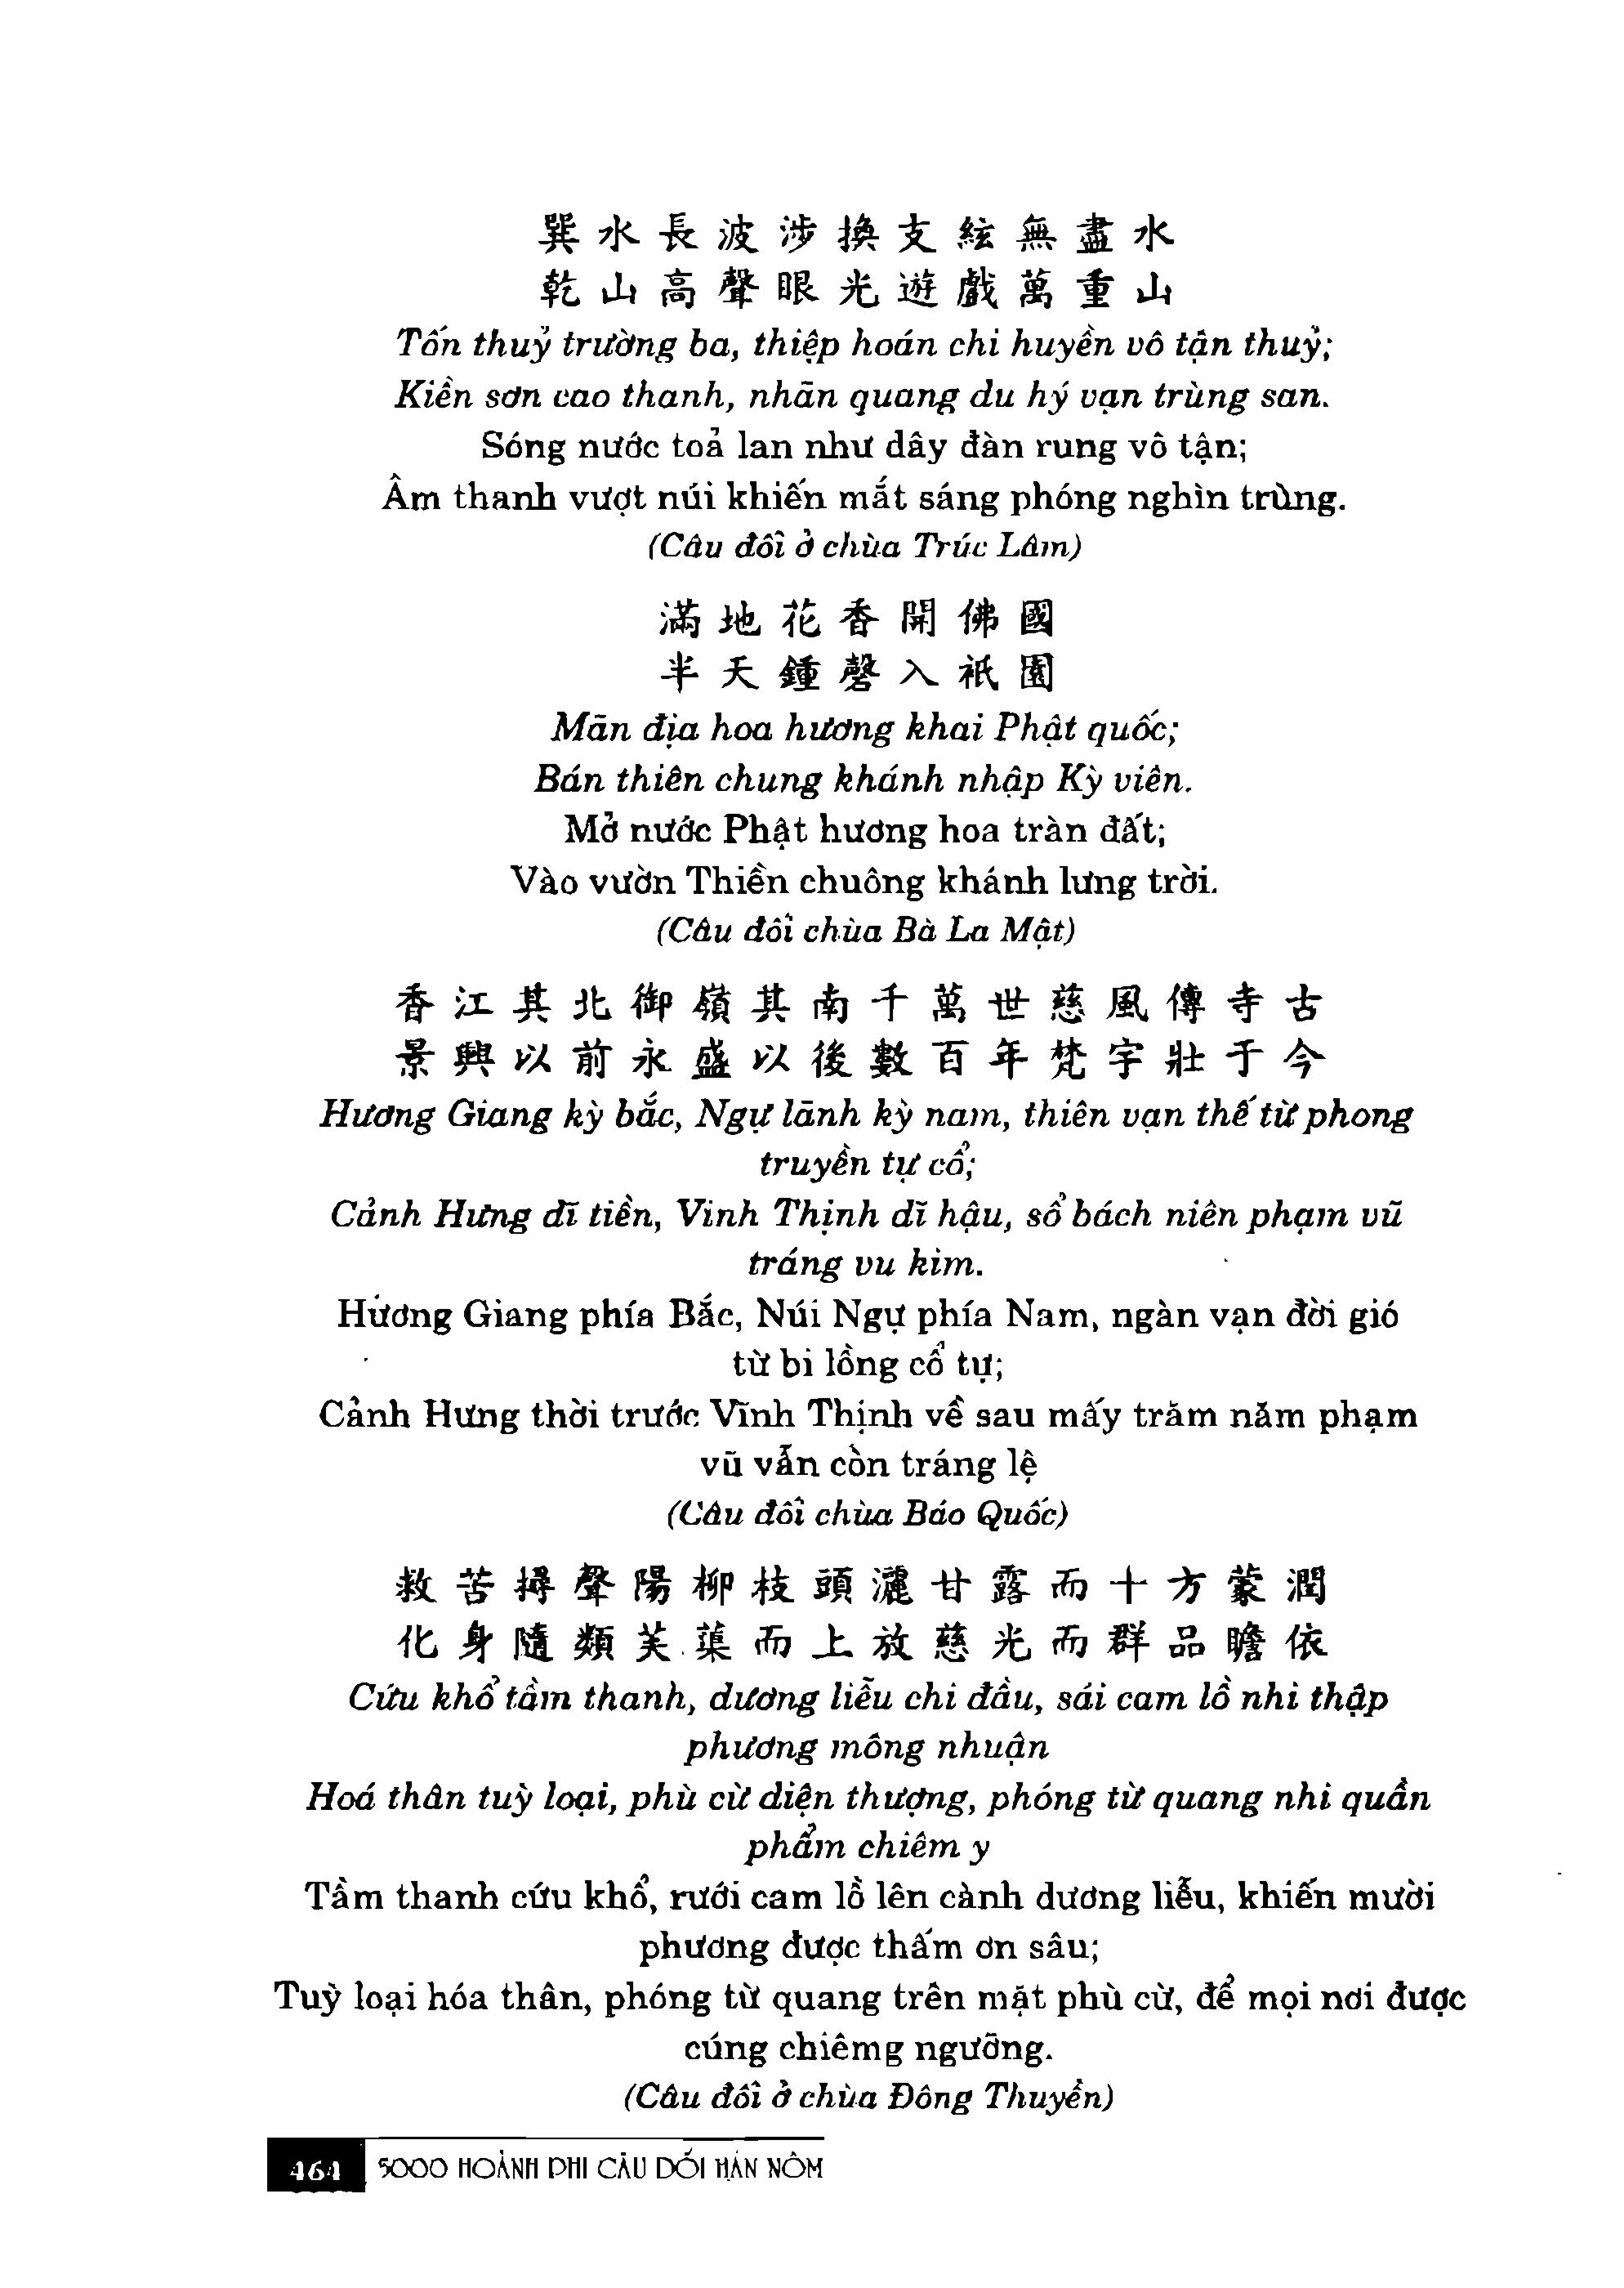 巽水長波涉換支絃無盡水
乾山高聲眼光遊戲萬重山
Tốn thuỷ trường ba, thiệp hoán chi huyền vô tận thuỷ;
Kiền sơn cao thanh, nhãn quang du hý vạn trùng san.
Sóng nước toả lan như dây đàn rung vô tận;
Âm thanh vượt núi khiến mắt sáng phóng nghìn trùng.
(Câu đối ở chùa Trúc Lâm)
滿地花香開佛國
半天鍾磬入祇園
Mãn địa hoa hương khai Phật quốc;
Bán thiên chung khánh nhập Kỳ viên.
Mở nước Phật hương hoa tràn đất;
Vào vườn Thiền chuông khánh lưng trời.
(Câu đối chùa Bà La Mật)
香江其北御嶺其南千萬世慈風傳寺古
景興以前永盛以後數百年梵宇壯于今
Hương Giang kỳ bắc, Ngự lãnh kỳ nam, thiên vạn thế từ phong
truyền tự cổ;
Cảnh Hưng dĩ tiền, Vinh Thịnh dĩ hậu, sổ bách niên phạm vũ
tráng vu kim.
Hương Giang phía Bắc, Núi Ngự phía Nam, ngàn vạn đời gió
từ bi lồng cổ tự;
Cảnh Hưng thời trước Vĩnh Thịnh về sau mấy trăm năm phạm
vũ vẫn còn tráng lệ
(Câu đối chùa Báo Quốc)
救苦撏聲陽柳枝頭灑甘露而十方蒙潤
化身隨類芙蕖而上放慈光而群品瞻依
Cứu khổ tầm thanh, dương liễu chi đầu, sái cam lồ nhi thập
phương mông nhuận
Hoá thân tuỳ loại, phù cừ diện thượng, phóng từ quang nhi quần
phẩm chiêm y
Tầm thanh cứu khổ, rưới cam lồ lên cành dương liễu, khiến mười
phương được thấm ơn sâu;
Tuỳ loại hóa thân, phóng từ quang trên mặt phù cừ, để mọi nơi được
cúng chiêmg ngưỡng.
(Câu đối ở chùa Đông Thuyền)
464 5000 HOÀNH PHI CÂU ĐỐI HÁN NÔM